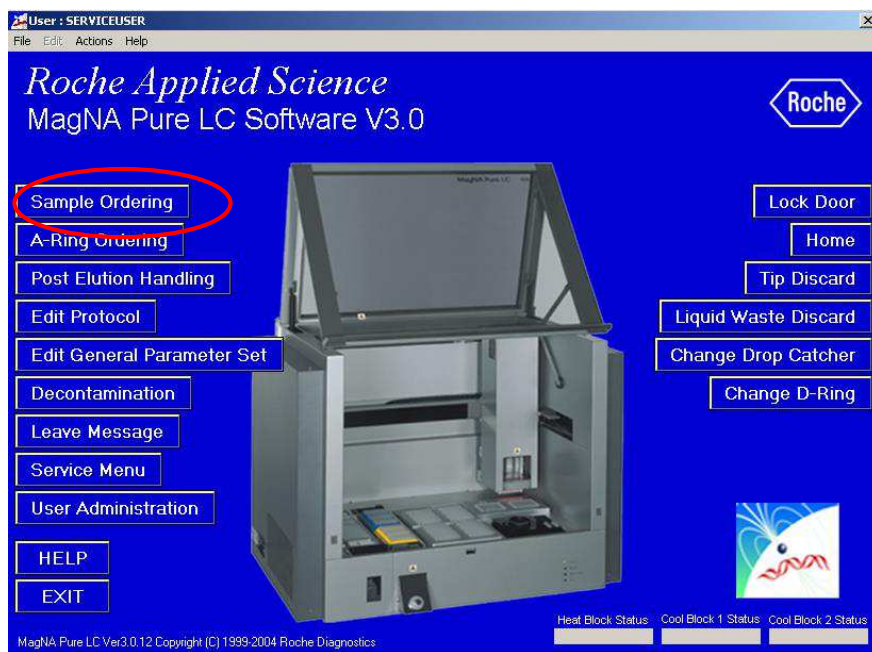 User : SERVICEUSER
File Edit Actions Help
Roche Applied Science
MagNA Pure LC Software V3.0
Roche
MagNA Pure LC
Sample Ordering
A-Ring Ordering
Post Elution Handling
Edit Protocol
Edit General Parameter Set
Decontamination
Leave Message
Service Menu
User Administration
HELP
EXIT
Lock Door
Home
Tip Discard
Liquid Waste Discard
Change Drop Catcher
Change D-Ring
Heat Block Status Cool Block 1 Status Cool Block 2 Status
MagNA Pure LC Ver3.0.12 Copyright (C) 1999-2004 Roche Diagnostics